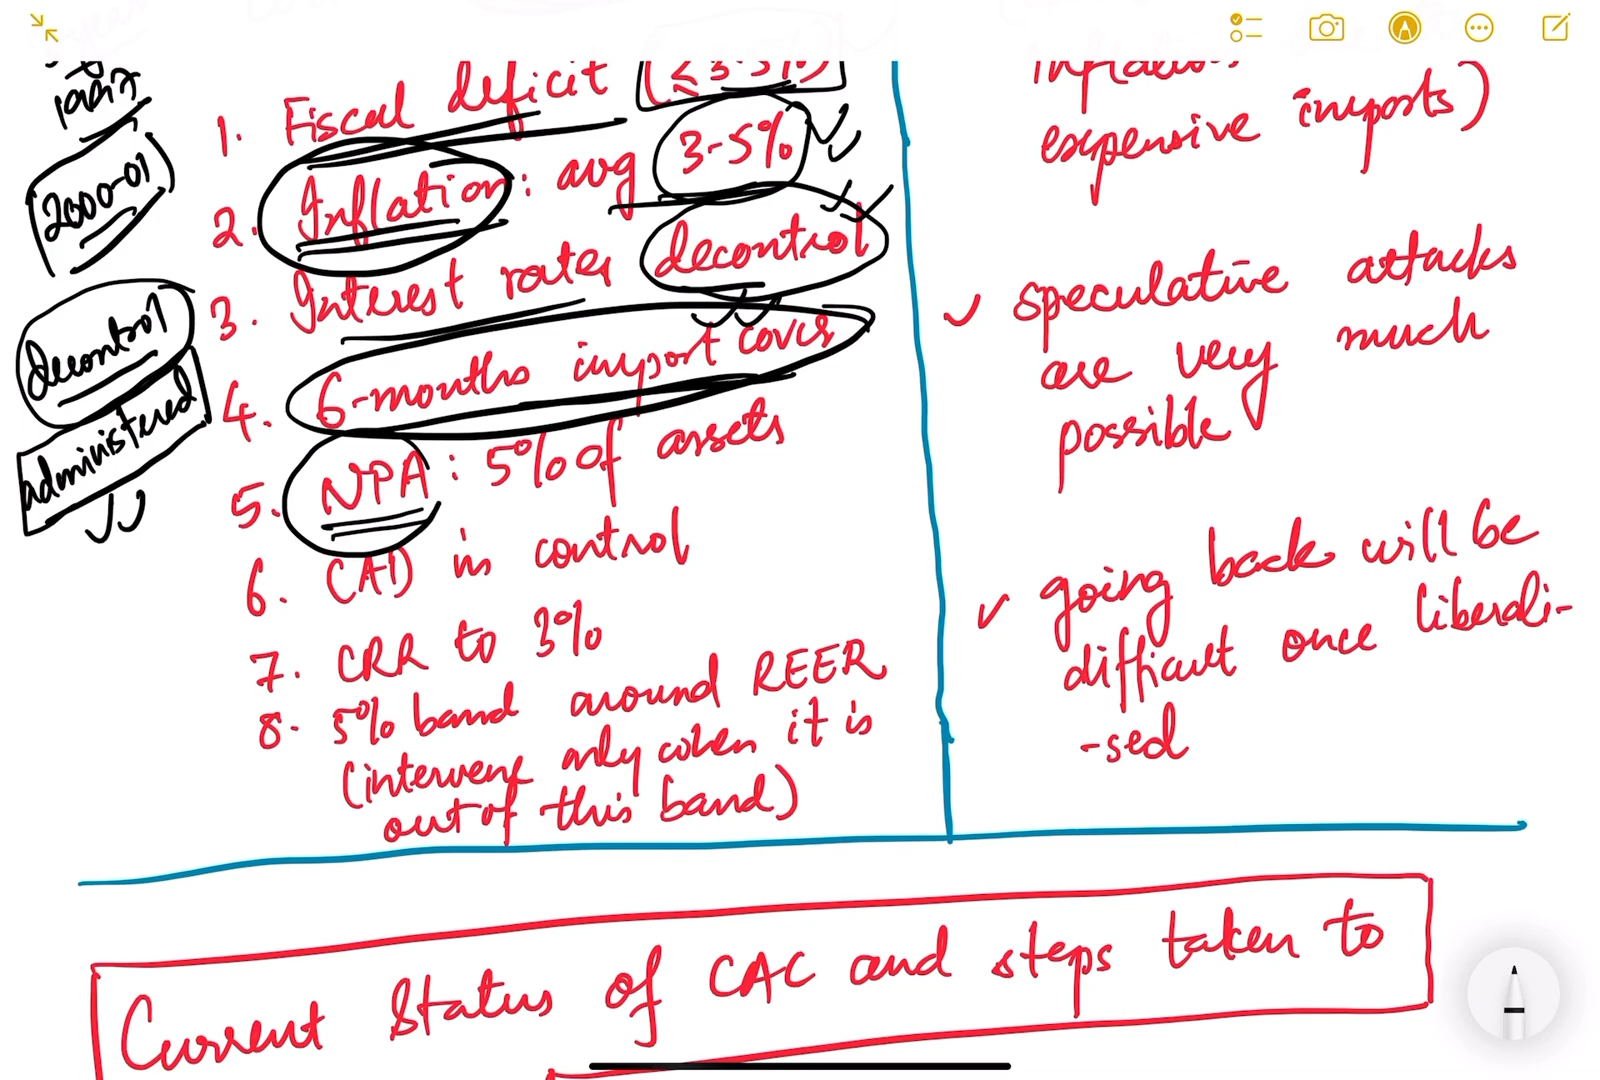 1997
2000-01
decontrol
administered
1. Fiscal deficit (≤ 3.5%)
2. Inflation: avg 3-5%
3. Interest rates decontrol
4. 6-months import cover
5. NPA: 5% of assets
6. CAD in control
7. CRR to 3%
8. 5% band around REER
(intervene only when it is
out of this band)
inflation
expensive imports)
speculative attacks
are very much
possible
going back will be
difficult once liberali-
-sed
Current Status of CAC and steps taken to